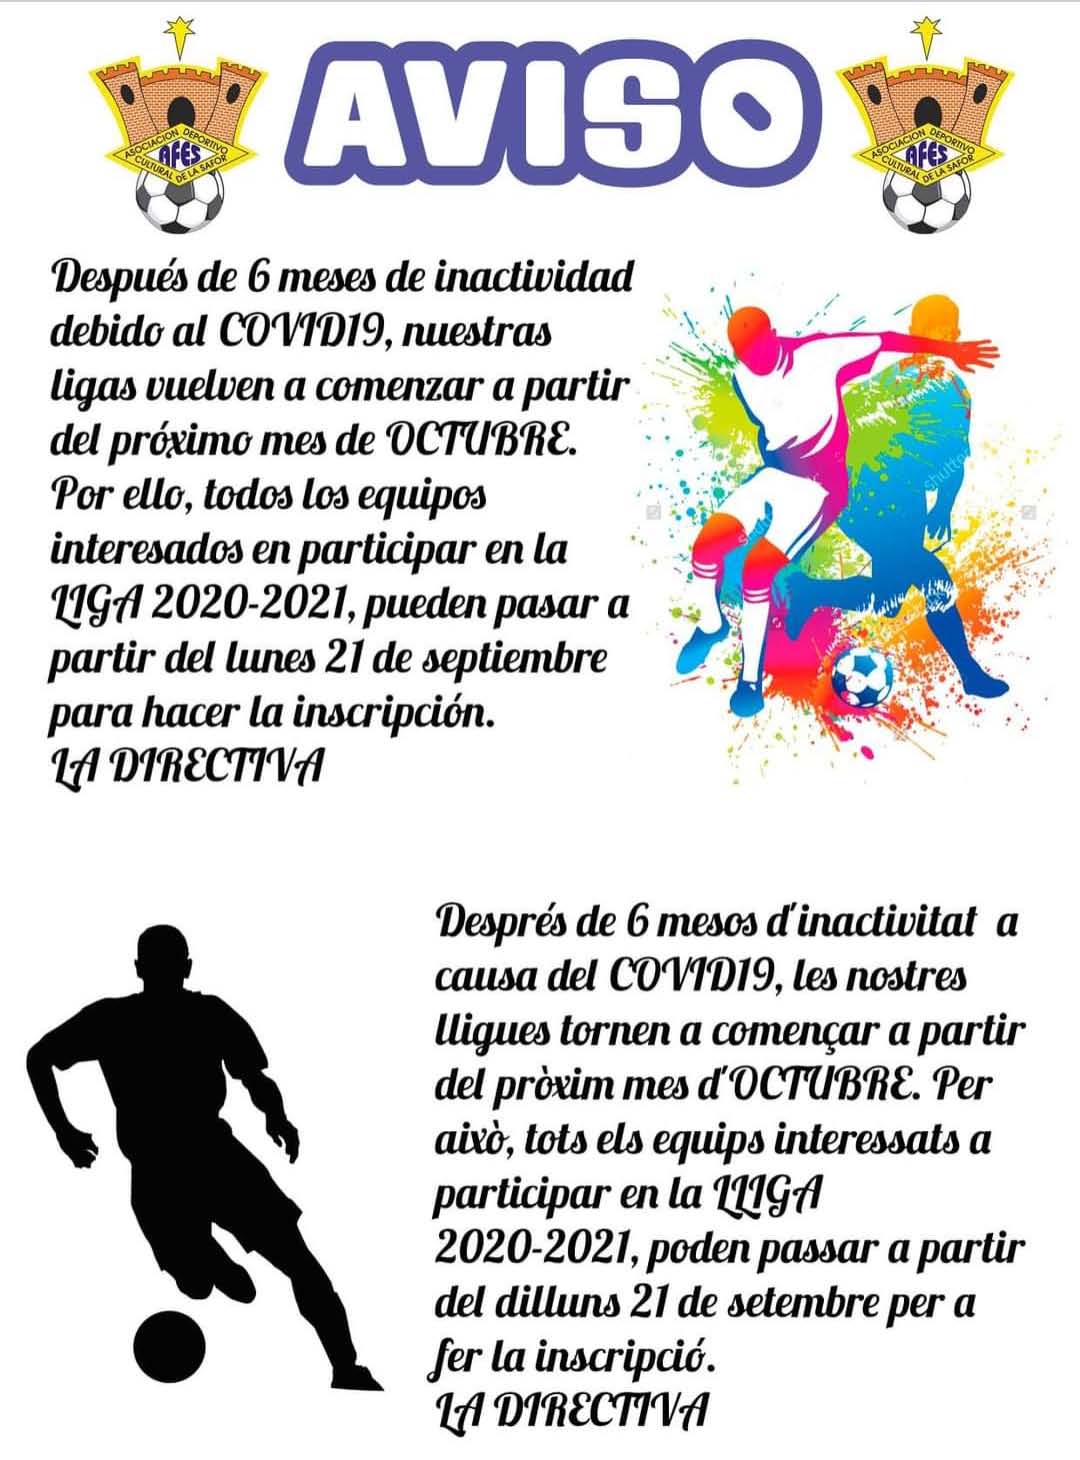 AVISO
ASOCIACION DEPORTIVO
AFES
CULTURAL DE LA SAFOR
ASOCIACION DEPORTIVO
AFES
CULTURAL DE LA SAFOR
Después de 6 meses de inactividad
debido al COVID19, nuestras
ligas vuelven a comenzar a partir
del próximo mes de OCTUBRE.
Por ello, todos los equipos
interesados en participar en la
LIGA 2020-2021, pueden pasar a
partir del lunes 21 de septiembre
para hacer la inscripción.
LA DIRECTIVA
Després de 6 mesos d'inactivitat a
causa del COVID19, les nostres
lligues tornen a començar a partir
del pròxim mes d'OCTUBRE. Per
això, tots els equips interessats a
participar en la LLIGA
2020-2021, poden passar a partir
del dilluns 21 de setembre per a
fer la inscripció.
LA DIRECTIVA